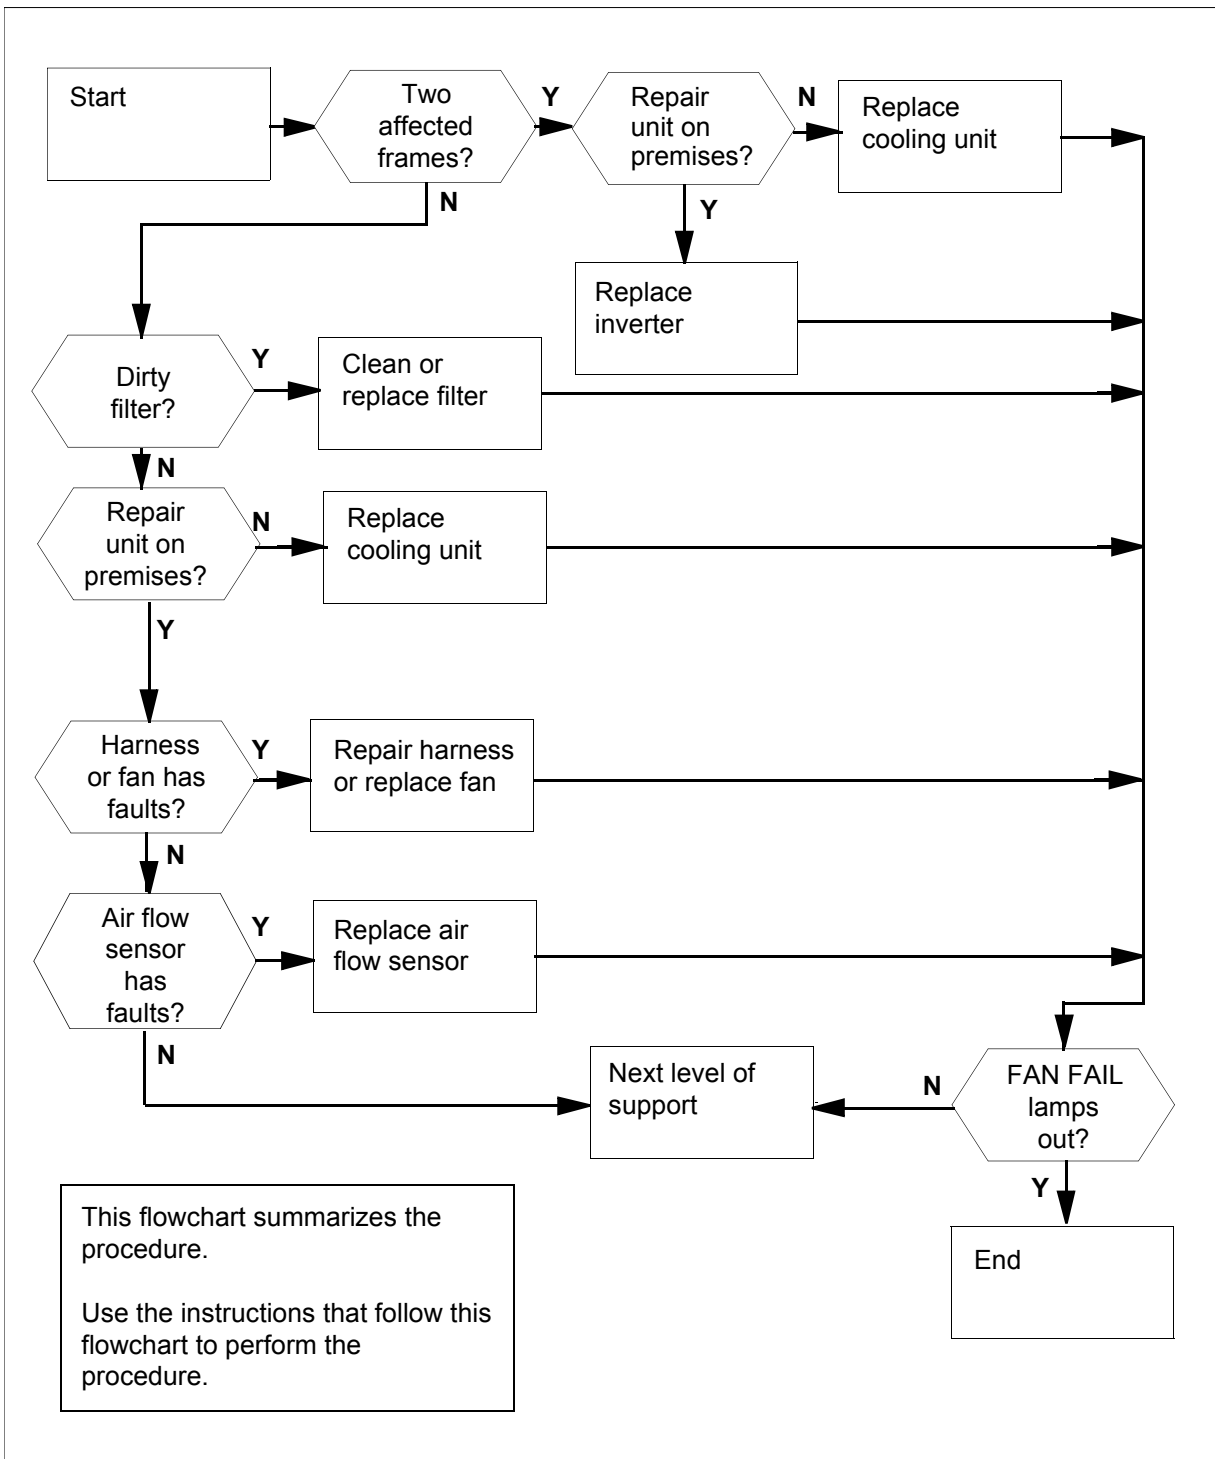 Start
Two
affected
frames?
Y
Repair
unit on
premises?
N
Replace
cooling unit
N
Y
Replace
inverter
Dirty
filter?
Y
Clean or
replace filter
N
Repair
unit on
premises?
N
Replace
cooling unit
Y
Harness
or fan has
faults?
Y
Repair harness
or replace fan
N
Air flow
sensor
has
faults?
Y
Replace air
flow sensor
N
Next level of
support
N
FAN FAIL
lamps
out?
Y
End
This flowchart summarizes the
procedure.
Use the instructions that follow this
flowchart to perform the
procedure.